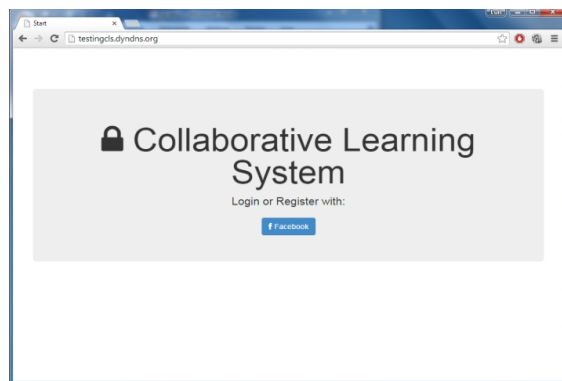 Start
testingcls.dyndns.org
Collaborative Learning
System
Login or Register with:
f Facebook